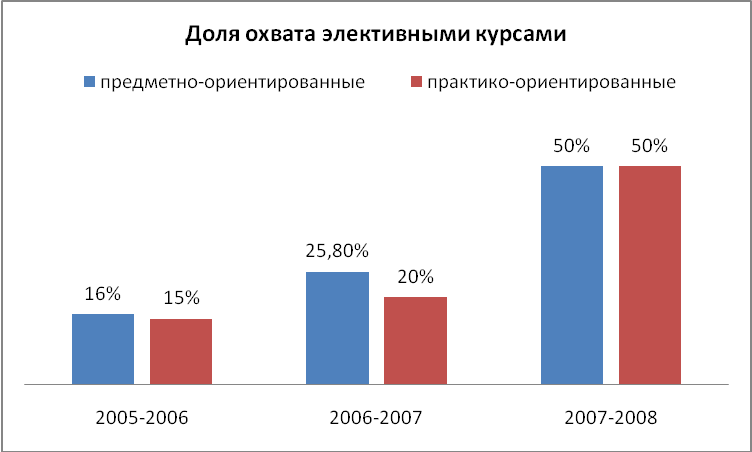 Доля охвата элективными курсами
предметно-ориентированные практико-ориентированные
50% 50%
25,80%
20%
16% 15%
2005-2006 2006-2007 2007-2008